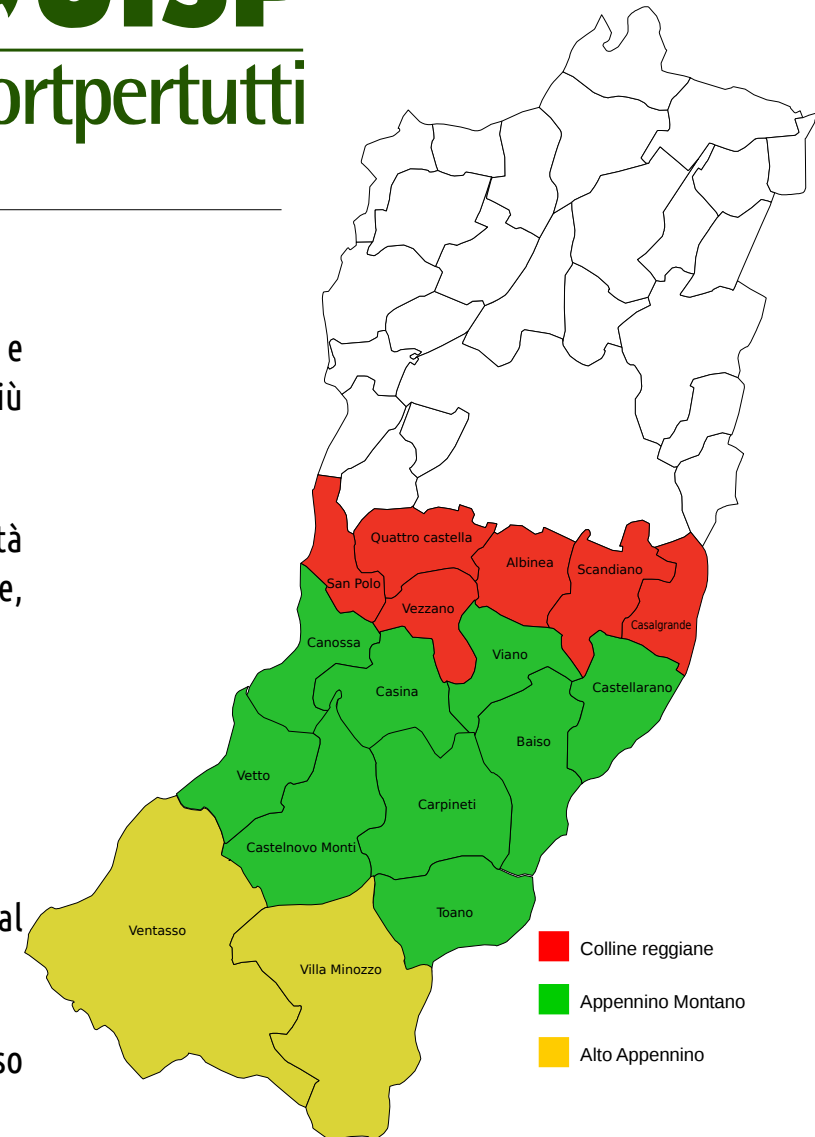 UISP
ortpertutti
e
iù
tà
e,
al
so
Quattro castella
Albinea
Scandiano
San Polo
Vezzano
Casalgrande
Canossa
Viano
Casina
Castellarano
Baiso
Vetto
Carpineti
Castelnovo Monti
Toano
Ventasso
Villa Minozzo
Colline reggiane
Appennino Montano
Alto Appennino